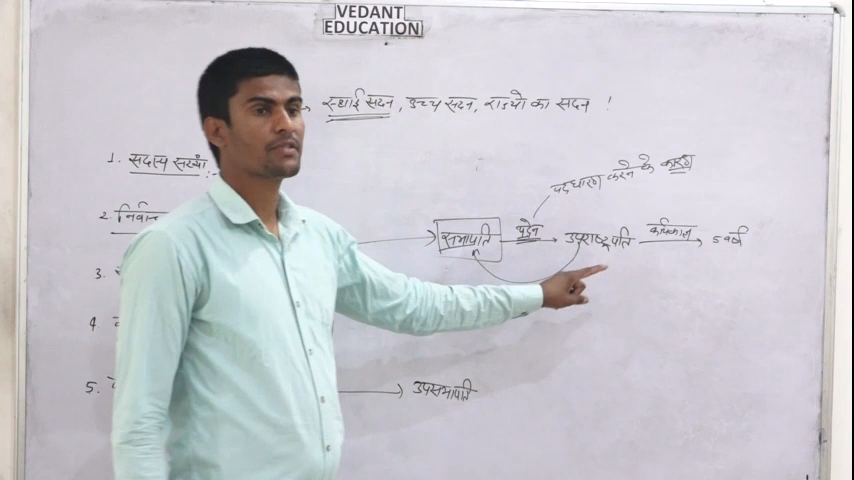 VEDANT
EDUCATION
स्थाई सदन, उच्च सदन, राज्यो का सदन !
1. सदस्य संख्या :-
पद धारण करने के कारण
2. निर्वा
सभापति पदेन उपराष्ट्रपति कार्यकाल 5 वर्ष
3.
4.
5. उपसभापति